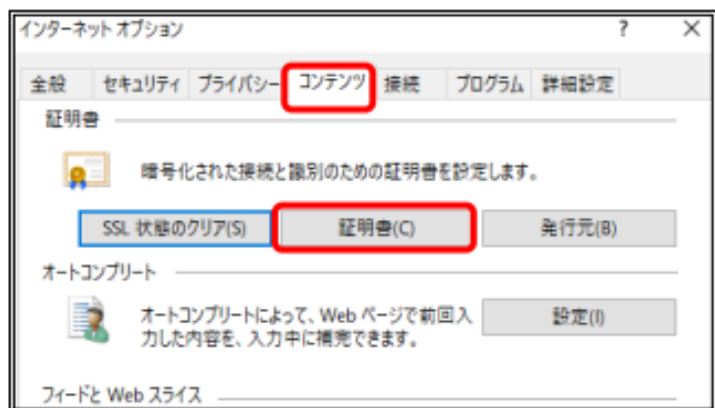 インターネット オプション ? ×
全般 セキュリティ プライバシー コンテンツ 接続 プログラム 詳細設定
証明書
暗号化された接続と識別のための証明書を設定します。
SSL 状態のクリア(S) 証明書(C) 発行元(B)
オートコンプリート
オートコンプリートによって、Web ページで前回入
力した内容を、入力中に補完できます。
設定(I)
フィードと Web スライス